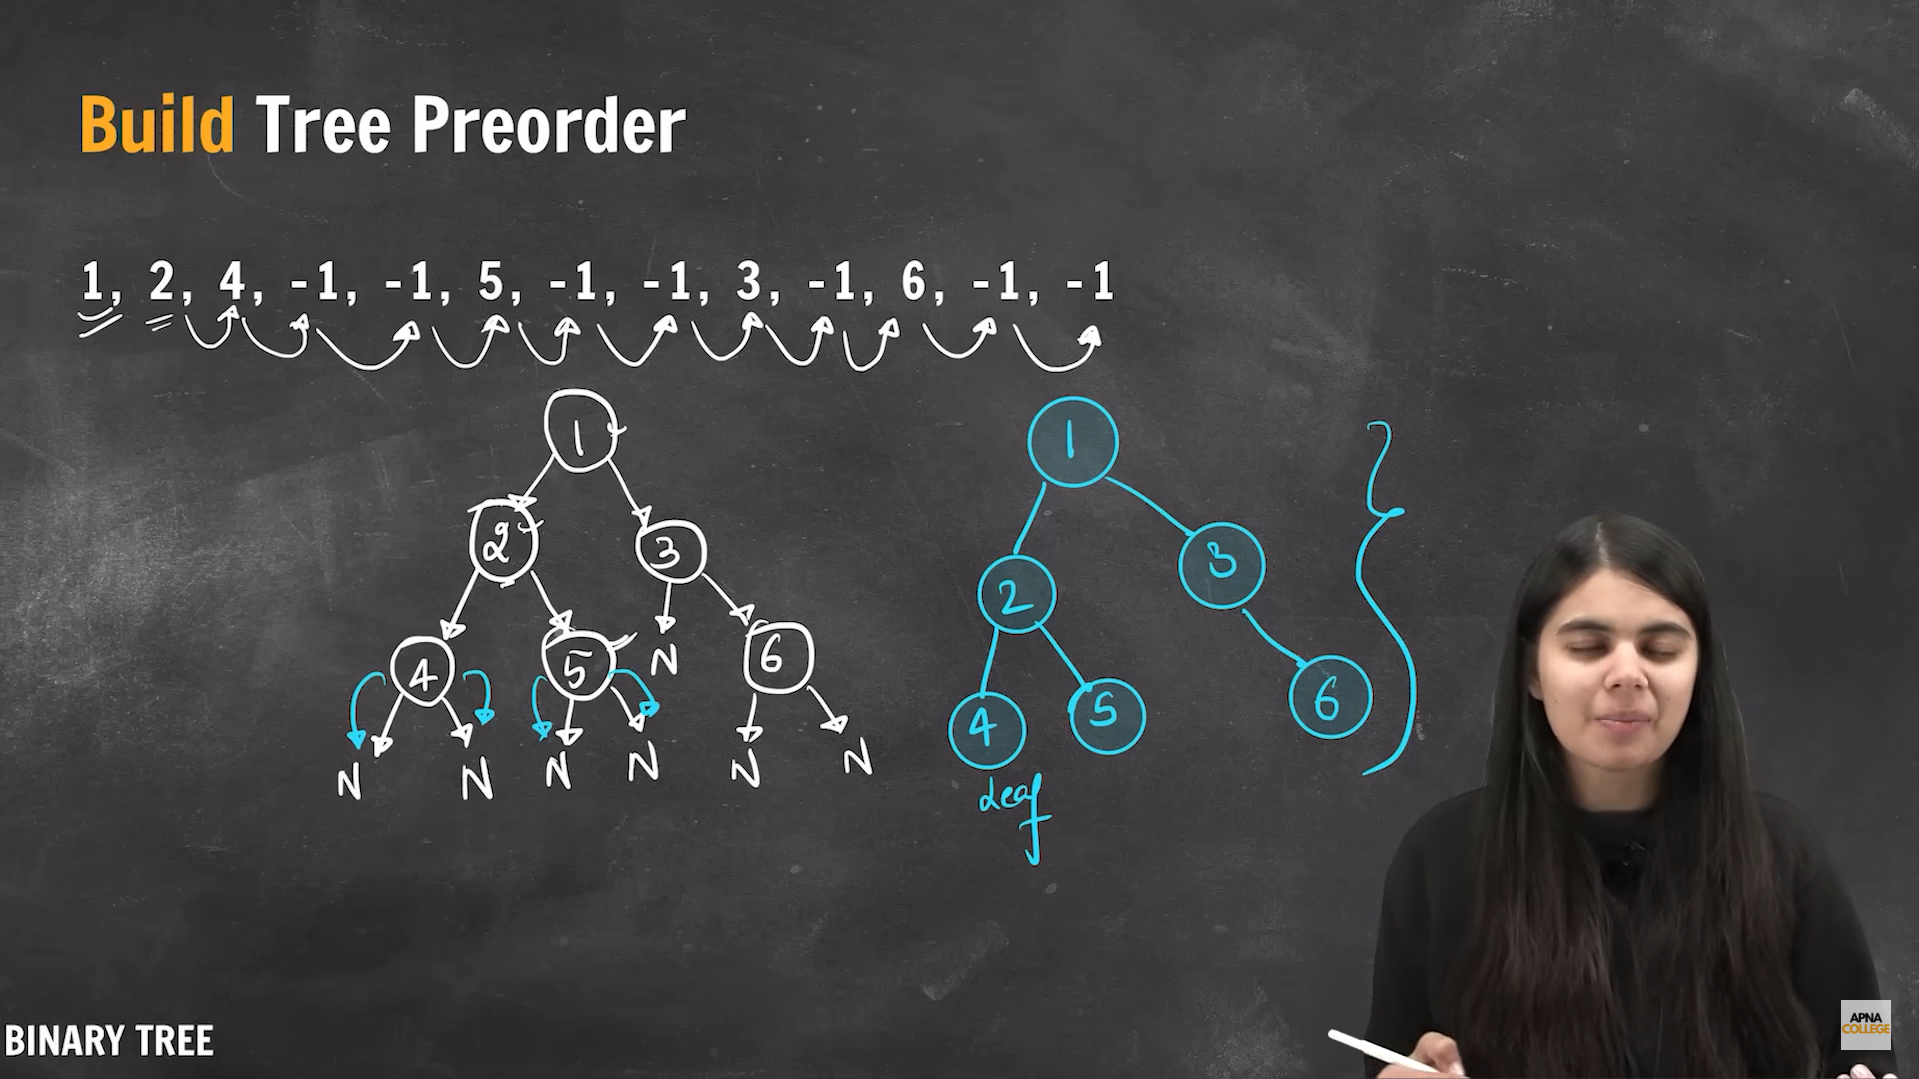 Build Tree Preorder
1, 2, 4, -1, -1, 5, -1, -1, 3, -1, 6, -1, -1
1
1
2
3
2
3
4
5
N
6
4
5
6
N
N
N
N
N
N
Leaf
BINARY TREE
APNA
COLLEGE